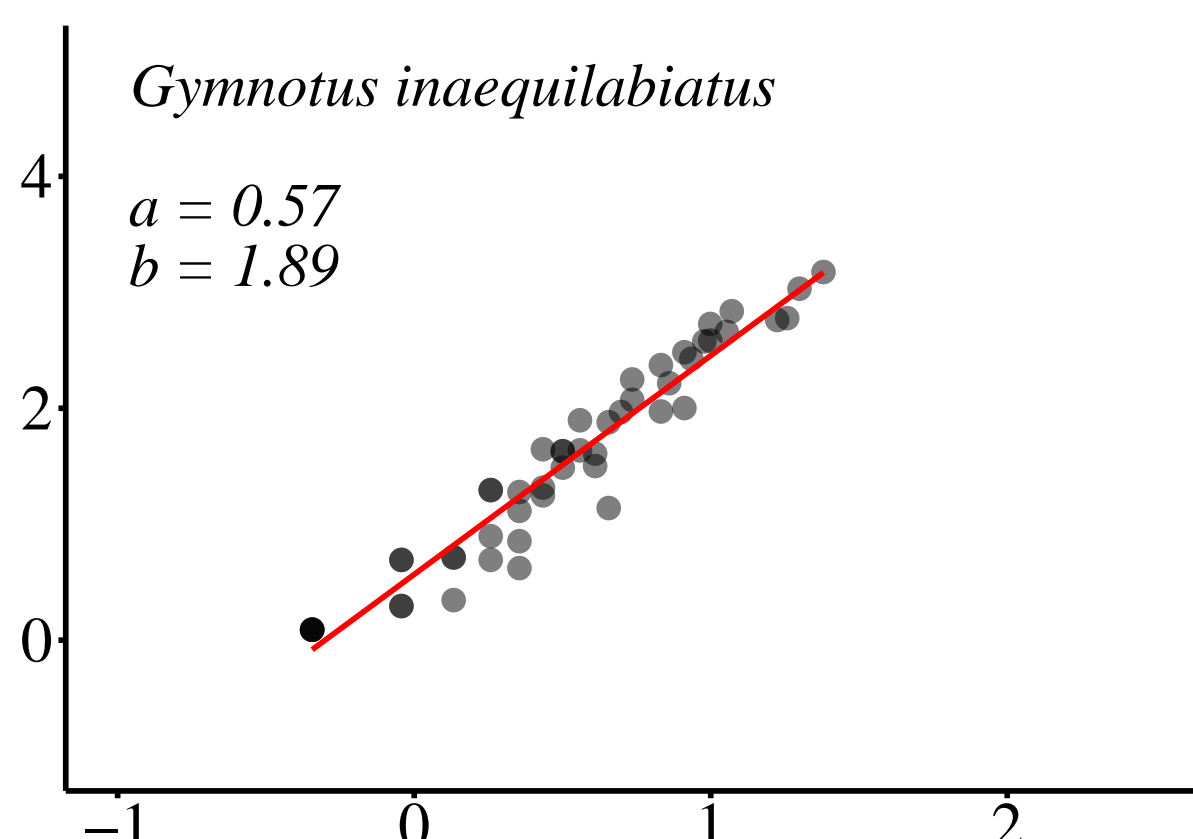 Gymnotus inaequilabiatus
4
a = 0.57
b = 1.89
2
0
−1 0 1 2